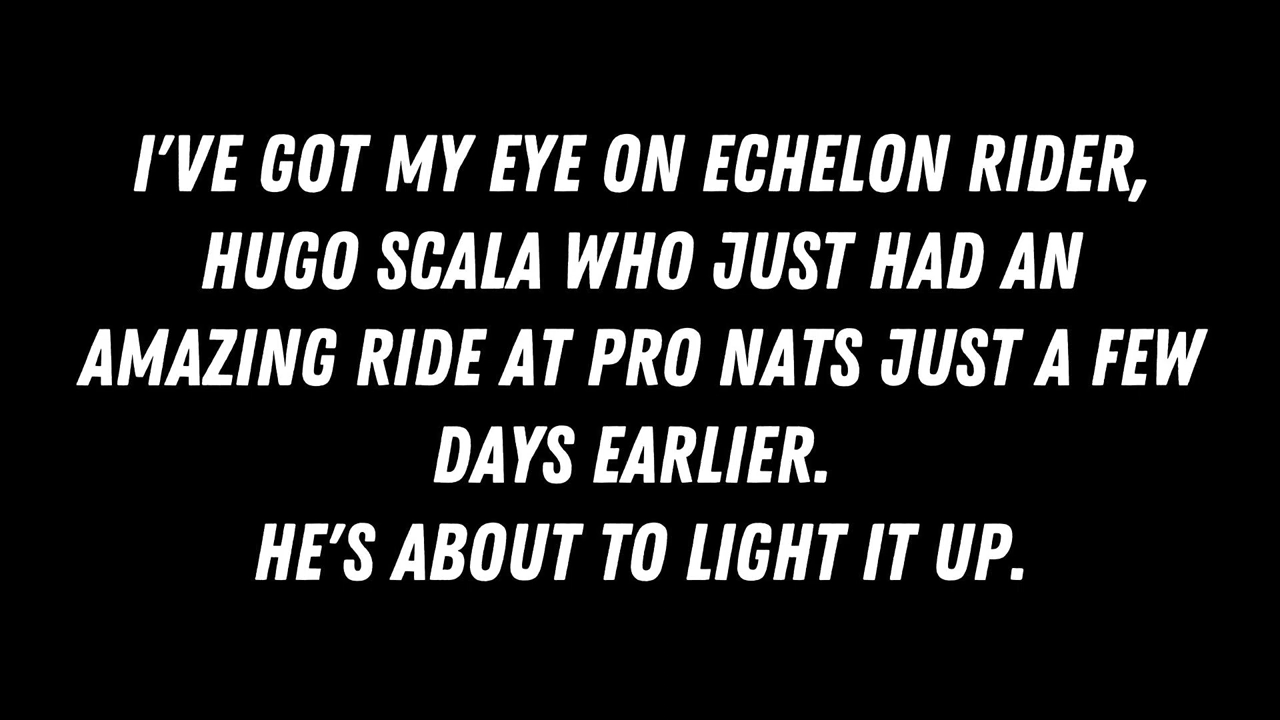 I'VE GOT MY EYE ON ECHELON RIDER,
HUGO SCALA WHO JUST HAD AN
AMAZING RIDE AT PRO NATS JUST A FEW
DAYS EARLIER.
HE'S ABOUT TO LIGHT IT UP.